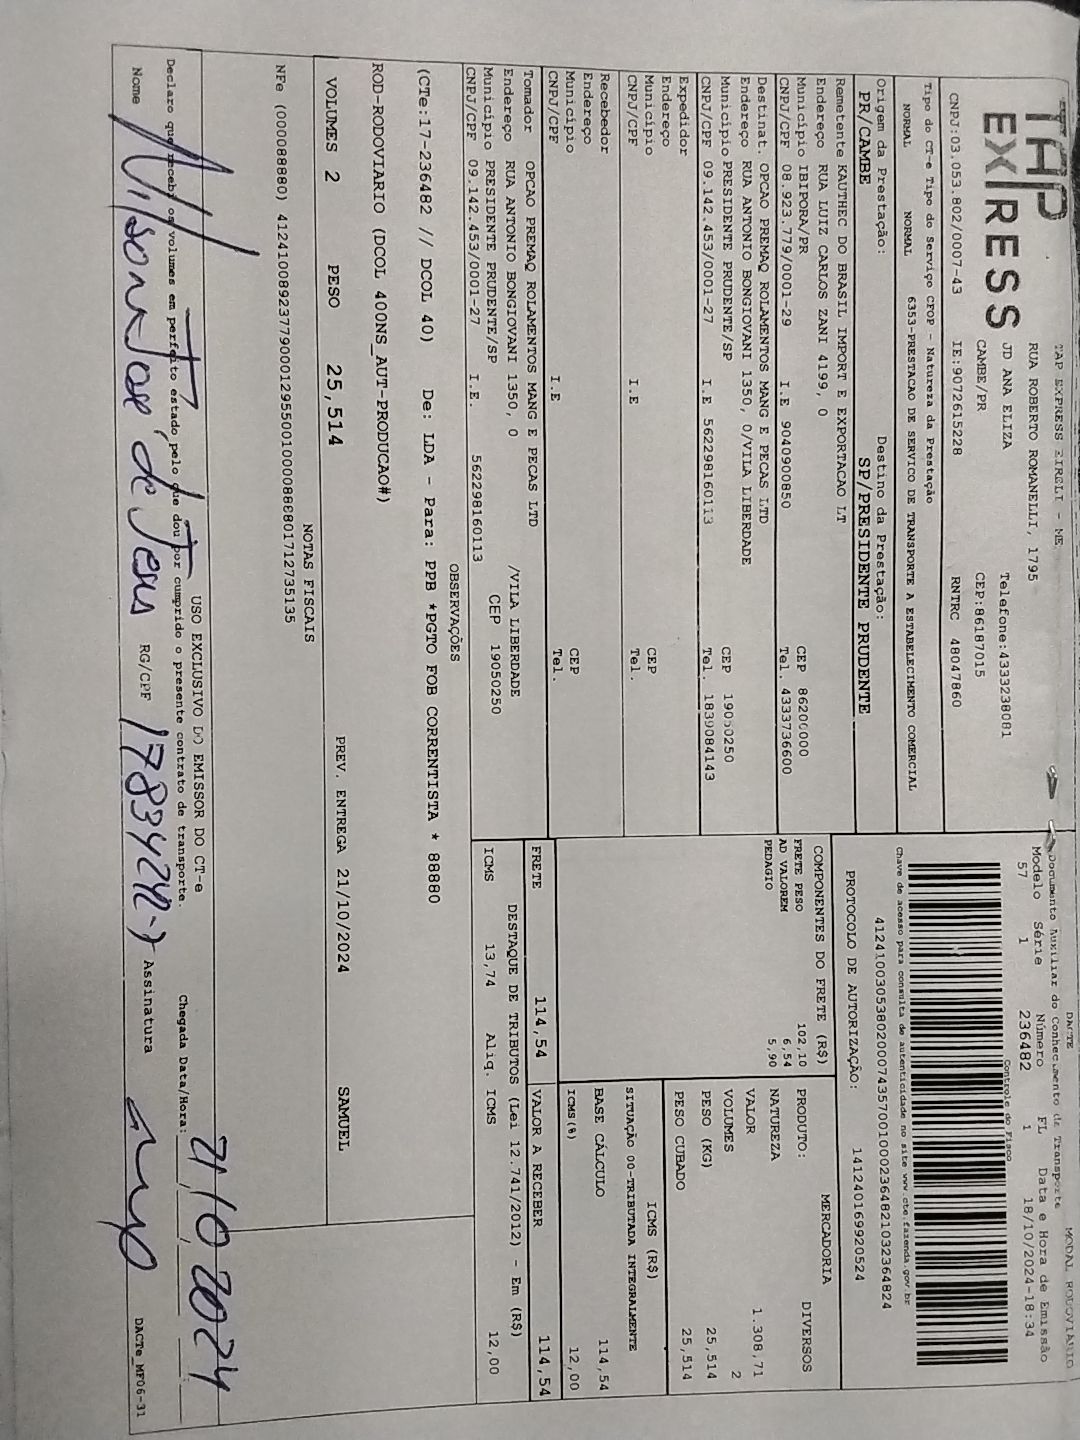 TAP EXPRESS
TAP EXPRESS EIRELI - ME
RUA ROBERTO ROMANELLI, 1795
JD ANA ELIZA Telefone:4333238081
CAMBE/PR CEP:86187015
CNPJ:03.053.802/0007-43 IE:9072615228 RNTRC 48047860
DACTE MODAL RODOVIARIO
Documento Auxiliar do Conhecimento de Transporte
Modelo Série Número FL Data e Hora de Emissão
57 1 236482 1 18/10/2024-18:34
Controle do Fisco
Chave de acesso para consulta de autenticidade no site www.cte.fazenda.gov.br
41241003053802000743570010002364821032364824
PROTOCOLO DE AUTORIZAÇÃO: 141240169920524
Tipo do CT-e Tipo do Serviço CFOP - Natureza da Prestação
NORMAL NORMAL 6353-PRESTACAO DE SERVICO DE TRANSPORTE A ESTABELECIMENTO COMERCIAL
Origem da Prestação: Destino da Prestação:
PR/CAMBE SP/PRESIDENTE PRUDENTE
Remetente KAUTHEC DO BRASIL IMPORT E EXPORTACAO LT
Endereço RUA LUIZ CARLOS ZANI 4199, 0
Município IBIPORA/PR CEP 86200000
CNPJ/CPF 08.923.779/0001-29 I.E 9040900850 Tel. 4333736600
Destinat. OPCAO PREMAQ ROLAMENTOS MANG E PECAS LTD
Endereço RUA ANTONIO BONGIOVANI 1350, 0/VILA LIBERDADE
Município PRESIDENTE PRUDENTE/SP CEP 19050250
CNPJ/CPF 09.142.453/0001-27 I.E 562298160113 Tel. 1839084143
Expedidor
Endereço
Município CEP
CNPJ/CPF I.E Tel.
Recebedor
Endereço
Município CEP
CNPJ/CPF I.E Tel.
Tomador OPCAO PREMAQ ROLAMENTOS MANG E PECAS LTD
Endereço RUA ANTONIO BONGIOVANI 1350, 0 /VILA LIBERDADE
Município PRESIDENTE PRUDENTE/SP CEP 19050250
CNPJ/CPF 09.142.453/0001-27 I.E. 562298160113
COMPONENTES DO FRETE (R$)
FRETE PESO 102,10
AD VALOREM 6,54
PEDAGIO 5,90
MERCADORIA
PRODUTO: DIVERSOS
NATUREZA
VALOR 1.308,71
VOLUMES 2
PESO (KG) 25,514
PESO CUBADO 25,514
ICMS (R$)
SITUAÇÃO 00-TRIBUTADA INTEGRALMENTE
BASE CÁLCULO 114,54
ICMS(%) 12,00
FRETE 114,54 VALOR A RECEBER 114,54
DESTAQUE DE TRIBUTOS (Lei 12.741/2012) - Em (R$)
ICMS 13,74 Aliq. ICMS 12,00
OBSERVAÇÕES
(CTe:17-236482 // DCOL 40) De: LDA - Para: PPB *PGTO FOB CORRENTISTA * 88880
ROD-RODOVIARIO (DCOL 400NS_AUT-PRODUCAO#)
VOLUMES 2 PESO 25,514 PREV. ENTREGA 21/10/2024 SAMUEL
NOTAS FISCAIS
NFe (000088880) 41241008923779000129550010000888801712735135
USO EXCLUSIVO DO EMISSOR DO CT-e
Declaro que recebi os volumes em perfeito estado pelo que dou por cumprido o presente contrato de transporte.
Chegada Data/Hora: 21/10/2024
Nome Nilson José de Jesus RG/CPF 17834242-7 Assinatura
DACTe_MF06-31